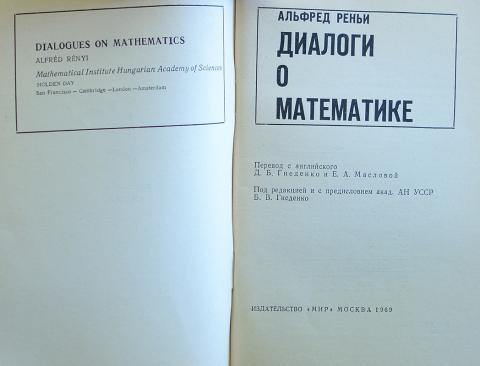 DIALOGUES ON MATHEMATICS
ALFRÉD RÉNYI
Mathematical Institute Hungarian Academy of Sciences
HOLDEN DAY
San Francisco — Cambridge —London —Amsterdam
АЛЬФРЕД РЕНЬИ
ДИАЛОГИ
О
МАТЕМАТИКЕ
Перевод с английского
Д. Б. Гнеденко и Е. А. Масловой
Под редакцией и с предисловием акад. АН УССР
Б. В. Гнеденко
ИЗДАТЕЛЬСТВО «МИР» МОСКВА 1969